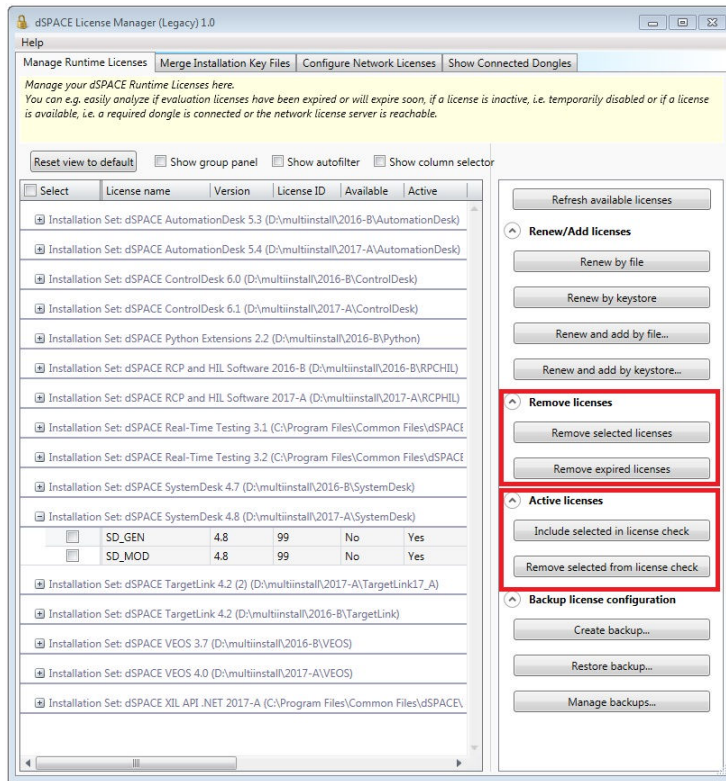 dSPACE License Manager (Legacy) 1.0
Help
Manage Runtime Licenses Merge Installation Key Files Configure Network Licenses Show Connected Dongles
Manage your dSPACE Runtime Licenses here.
You can e.g. easily analyze if evaluation licenses have been expired or will expire soon, if a license is inactive, i.e. temporarily disabled or if a license
is available, i.e. a required dongle is connected or the network license server is reachable.
Reset view to default Show group panel Show autofilter Show column selector
Select License name Version License ID Available Active
Installation Set: dSPACE AutomationDesk 5.3 (D:\multiinstall\2016-B\AutomationDesk)
Installation Set: dSPACE AutomationDesk 5.4 (D:\multiinstall\2017-A\AutomationDesk)
Installation Set: dSPACE ControlDesk 6.0 (D:\multiinstall\2016-B\ControlDesk)
Installation Set: dSPACE ControlDesk 6.1 (D:\multiinstall\2017-A\ControlDesk)
Installation Set: dSPACE Python Extensions 2.2 (D:\multiinstall\2016-B\Python)
Installation Set: dSPACE RCP and HIL Software 2016-B (D:\multiinstall\2016-B\RPCHIL)
Installation Set: dSPACE RCP and HIL Software 2017-A (D:\multiinstall\2017-A\RCPHIL)
Installation Set: dSPACE Real-Time Testing 3.1 (C:\Program Files\Common Files\dSPACE
Installation Set: dSPACE Real-Time Testing 3.2 (C:\Program Files\Common Files\dSPACE
Installation Set: dSPACE SystemDesk 4.7 (D:\multiinstall\2016-B\SystemDesk)
Installation Set: dSPACE SystemDesk 4.8 (D:\multiinstall\2017-A\SystemDesk)
SD_GEN 4.8 99 No Yes
SD_MOD 4.8 99 No Yes
Installation Set: dSPACE TargetLink 4.2 (2) (D:\multiinstall\2017-A\TargetLink17_A)
Installation Set: dSPACE TargetLink 4.2 (D:\multiinstall\2016-B\TargetLink)
Installation Set: dSPACE VEOS 3.7 (D:\multiinstall\2016-B\VEOS)
Installation Set: dSPACE VEOS 4.0 (D:\multiinstall\2017-A\VEOS)
Installation Set: dSPACE XIL API .NET 2017-A (C:\Program Files\Common Files\dSPACE\
Refresh available licenses
Renew/Add licenses
Renew by file
Renew by keystore
Renew and add by file...
Renew and add by keystore...
Remove licenses
Remove selected licenses
Remove expired licenses
Active licenses
Include selected in license check
Remove selected from license check
Backup license configuration
Create backup...
Restore backup...
Manage backups...